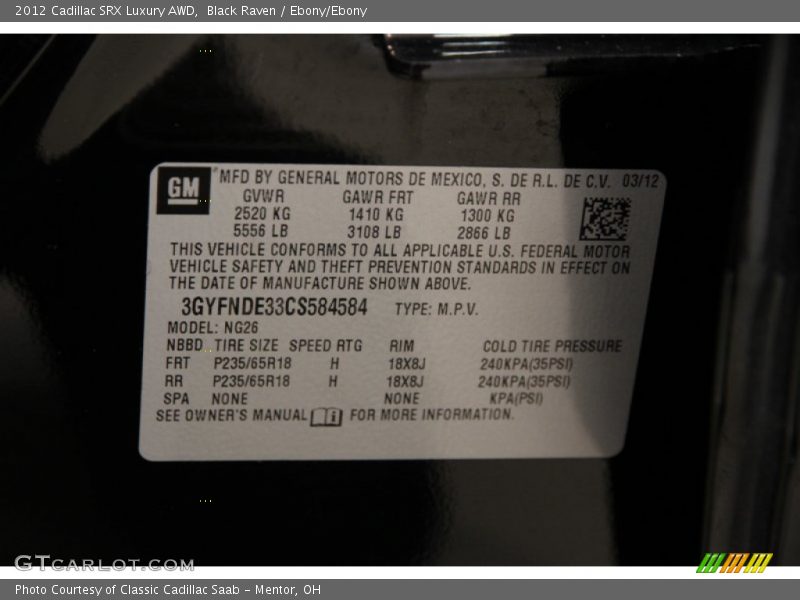 2012 Cadillac SRX Luxury AWD, Black Raven / Ebony/Ebony
GM MFD BY GENERAL MOTORS DE MEXICO, S. DE R.L. DE C.V. 03/12
GVWR GAWR FRT GAWR RR
2520 KG 1410 KG 1300 KG
5556 LB 3108 LB 2866 LB
THIS VEHICLE CONFORMS TO ALL APPLICABLE U.S. FEDERAL MOTOR
VEHICLE SAFETY AND THEFT PREVENTION STANDARDS IN EFFECT ON
THE DATE OF MANUFACTURE SHOWN ABOVE.
3GYFNDE33CS584584 TYPE: M.P.V.
MODEL: NG26
NBBD TIRE SIZE SPEED RTG RIM COLD TIRE PRESSURE
FRT P235/65R18 H 18X8J 240KPA(35PSI)
RR P235/65R18 H 18X8J 240KPA(35PSI)
SPA NONE NONE KPA(PSI)
SEE OWNER'S MANUAL i FOR MORE INFORMATION.
GTCARLOT.COM
Photo Courtesy of Classic Cadillac Saab - Mentor, OH